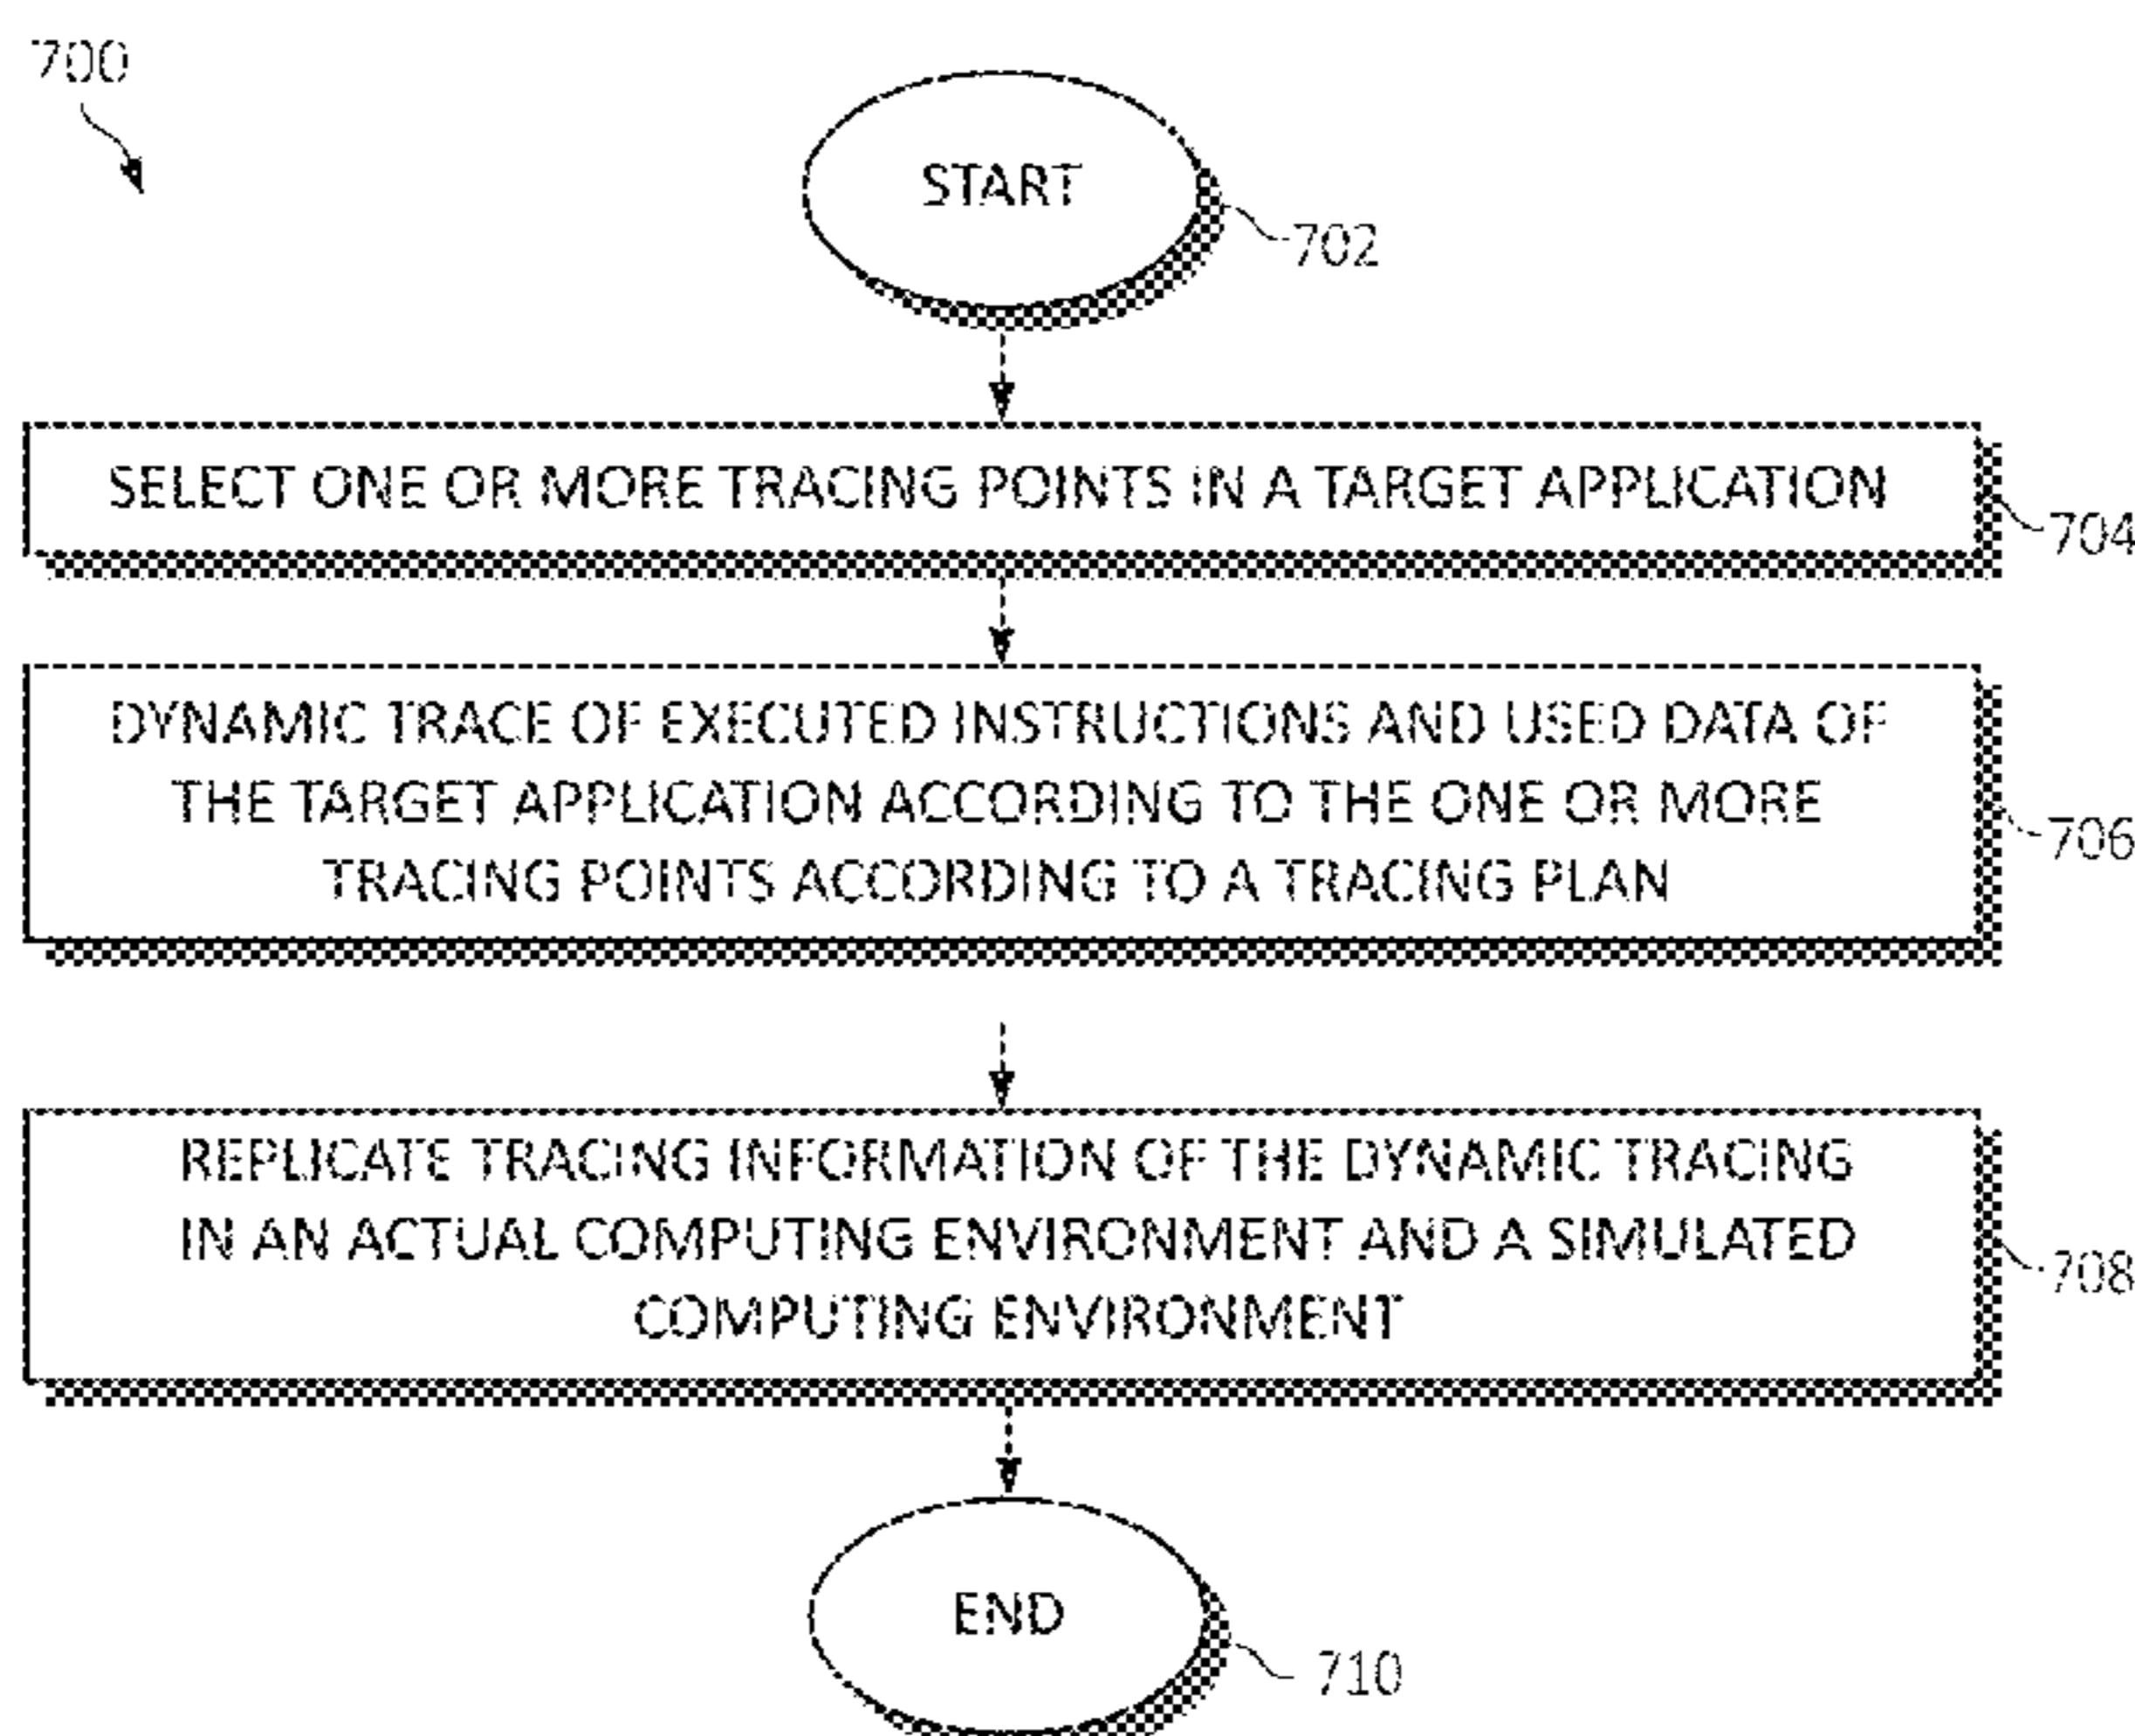 700
START
702
SELECT ONE OR MORE TRACING POINTS IN A TARGET APPLICATION
704
DYNAMIC TRACE OF EXECUTED INSTRUCTIONS AND USED DATA OF
THE TARGET APPLICATION ACCORDING TO THE ONE OR MORE
TRACING POINTS ACCORDING TO A TRACING PLAN
706
REPLICATE TRACING INFORMATION OF THE DYNAMIC TRACING
IN AN ACTUAL COMPUTING ENVIRONMENT AND A SIMULATED
COMPUTING ENVIRONMENT
708
END
710